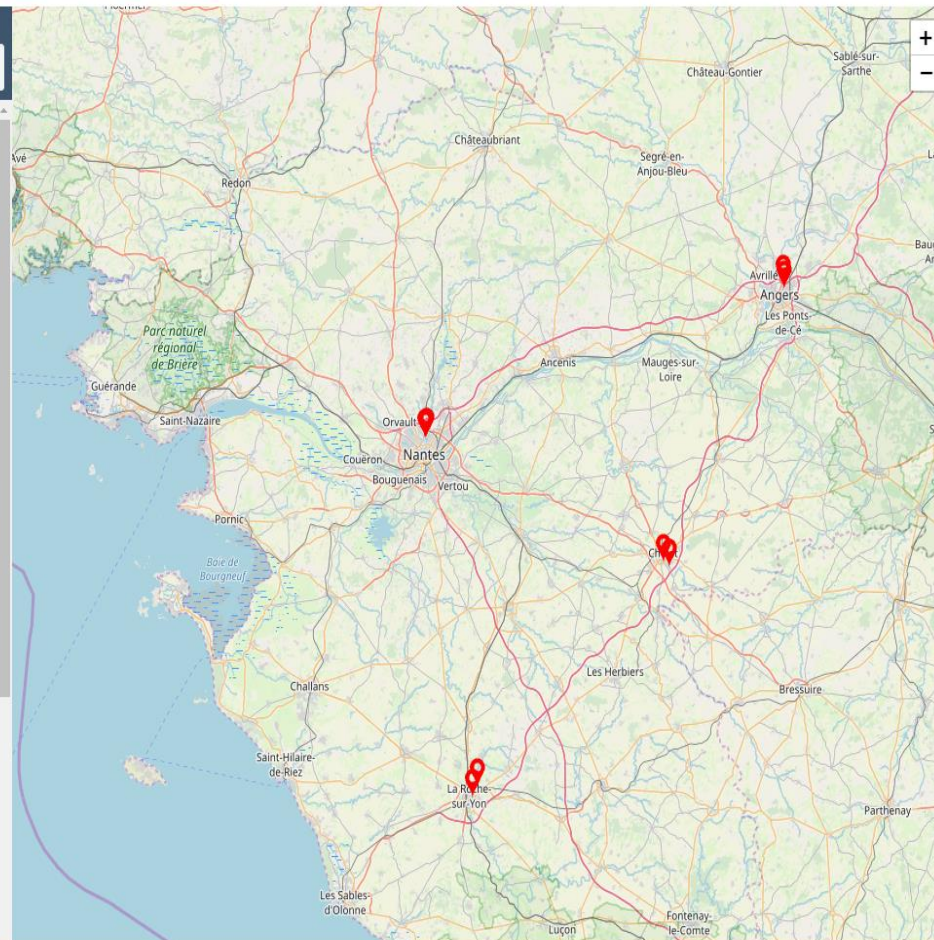 +
Sablé-sur-
Sarthe
−
Château-Gontier
Châteaubriant
Segré-en-
Anjou-Bleu
Redon
Avrillé
Angers
Les Ponts-
de-Cé
Parc naturel
régional
de Brière
Ancenis
Mauges-sur-
Loire
Guérande
Saint-Nazaire
Orvault
Nantes
Couëron
Bouguenais
Vertou
Pornic
Baie de
Bourgneuf
Les Herbiers
Challans
Bressuire
Saint-Hilaire-
de-Riez
La Roche-
sur-Yon
Parthenay
Les Sables-
d'Olonne
Fontenay-
le-Comte
Luçon